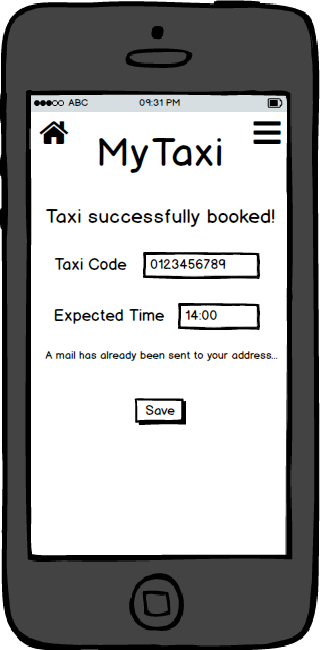 ABC 09:31 PM
MyTaxi
Taxi successfully booked!
Taxi Code 0123456789
Expected Time 14:00
A mail has already been sent to your address...
Save